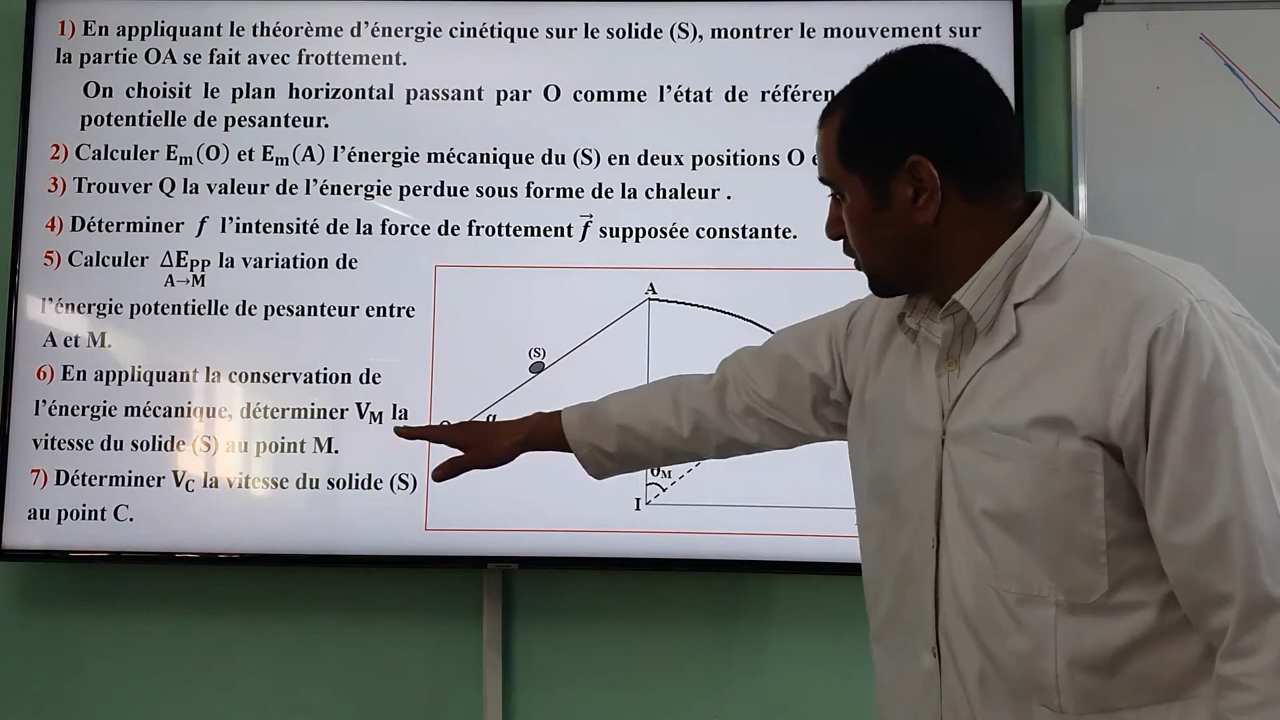 1) En appliquant le théorème d'énergie cinétique sur le solide (S), montrer le mouvement sur
la partie OA se fait avec frottement.
On choisit le plan horizontal passant par O comme l'état de référen
potentielle de pesanteur.
2) Calculer Em(O) et Em(A) l'énergie mécanique du (S) en deux positions O
3) Trouver Q la valeur de l'énergie perdue sous forme de la chaleur .
4) Déterminer f l'intensité de la force de frottement f⃗ supposée constante.
5) Calculer ΔEPP la variation de
A→M
l'énergie potentielle de pesanteur entre
A et M.
6) En appliquant la conservation de
l'énergie mécanique, déterminer VM la
vitesse du solide (S) au point M.
7) Déterminer VC la vitesse du solide (S)
au point C.
A
(S)
α
θM
I